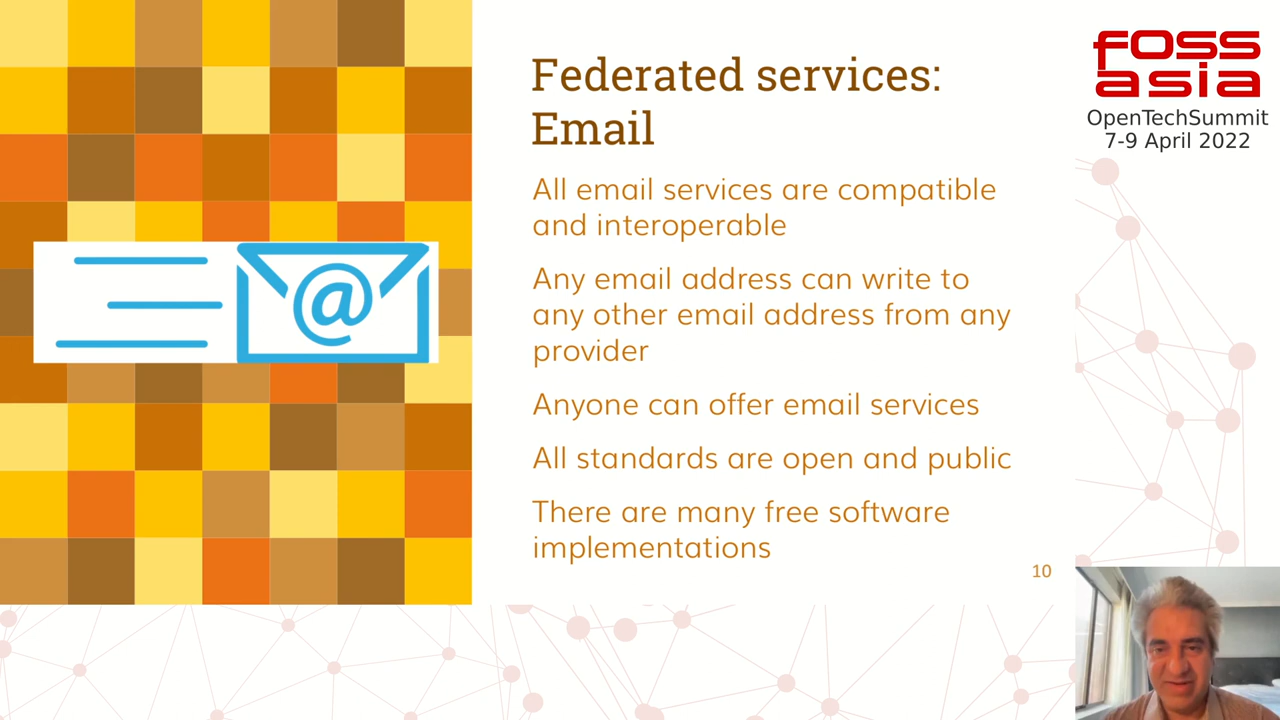 Federated services:
Email
All email services are compatible
and interoperable
Any email address can write to
any other email address from any
provider
Anyone can offer email services
All standards are open and public
There are many free software
implementations
10
@
foss
asia
OpenTechSummit
7-9 April 2022